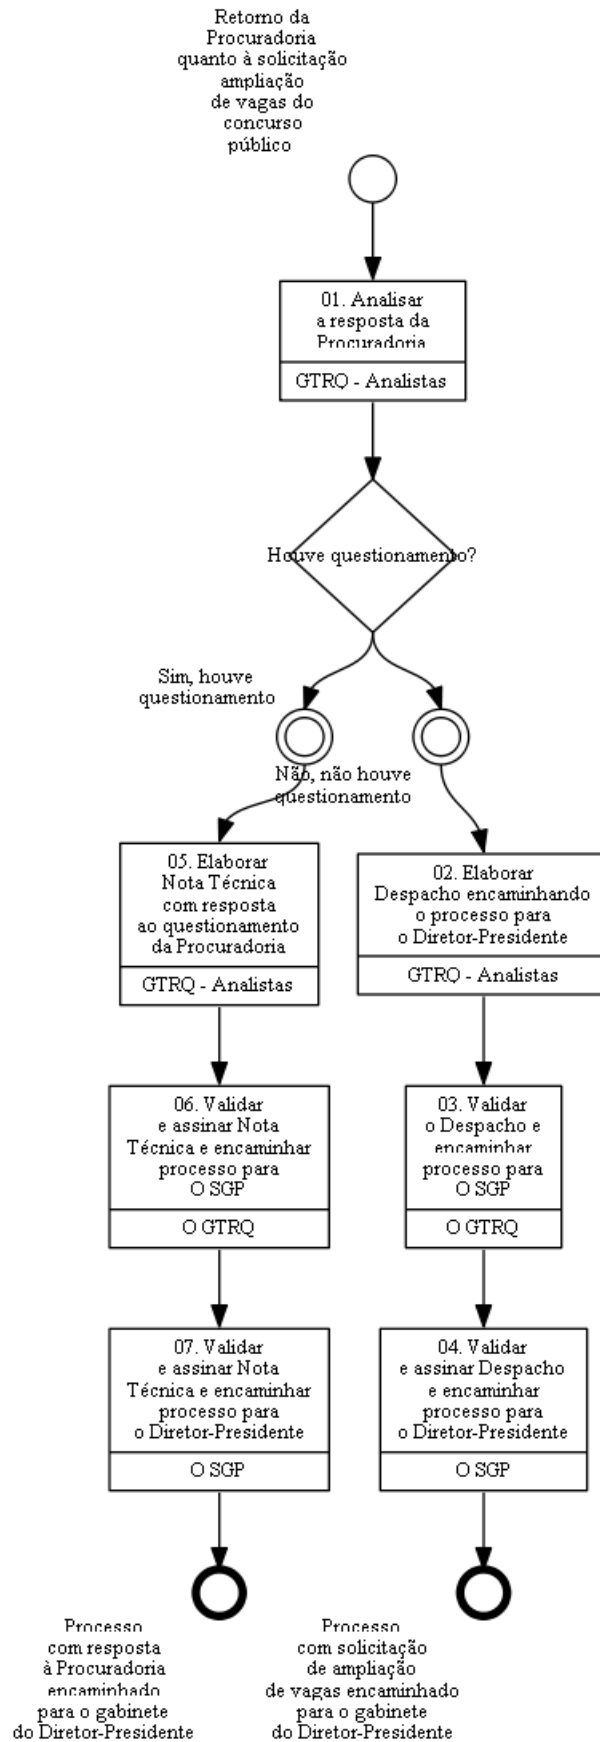 Retorno da
Procuradoria
quanto à solicitação
ampliação
de vagas do
concurso
público
01. Analisar
a resposta da
Procuradoria
GTRQ - Analistas
Houve questionamento?
Sim, houve
questionamento
Não, não houve
questionamento
05. Elaborar
Nota Técnica
com resposta
ao questionamento
da Procuradoria
GTRQ - Analistas
02. Elaborar
Despacho encaminhando
o processo para
o Diretor-Presidente
GTRQ - Analistas
06. Validar
e assinar Nota
Técnica e encaminhar
processo para
O SGP
O GTRQ
03. Validar
o Despacho e
encaminhar
processo para
O SGP
O GTRQ
07. Validar
e assinar Nota
Técnica e encaminhar
processo para
o Diretor-Presidente
O SGP
04. Validar
e assinar Despacho
e encaminhar
processo para
o Diretor-Presidente
O SGP
Processo
com resposta
à Procuradoria
encaminhado
para o gabinete
do Diretor-Presidente
Processo
com solicitação
de ampliação
de vagas encaminhado
para o gabinete
do Diretor-Presidente